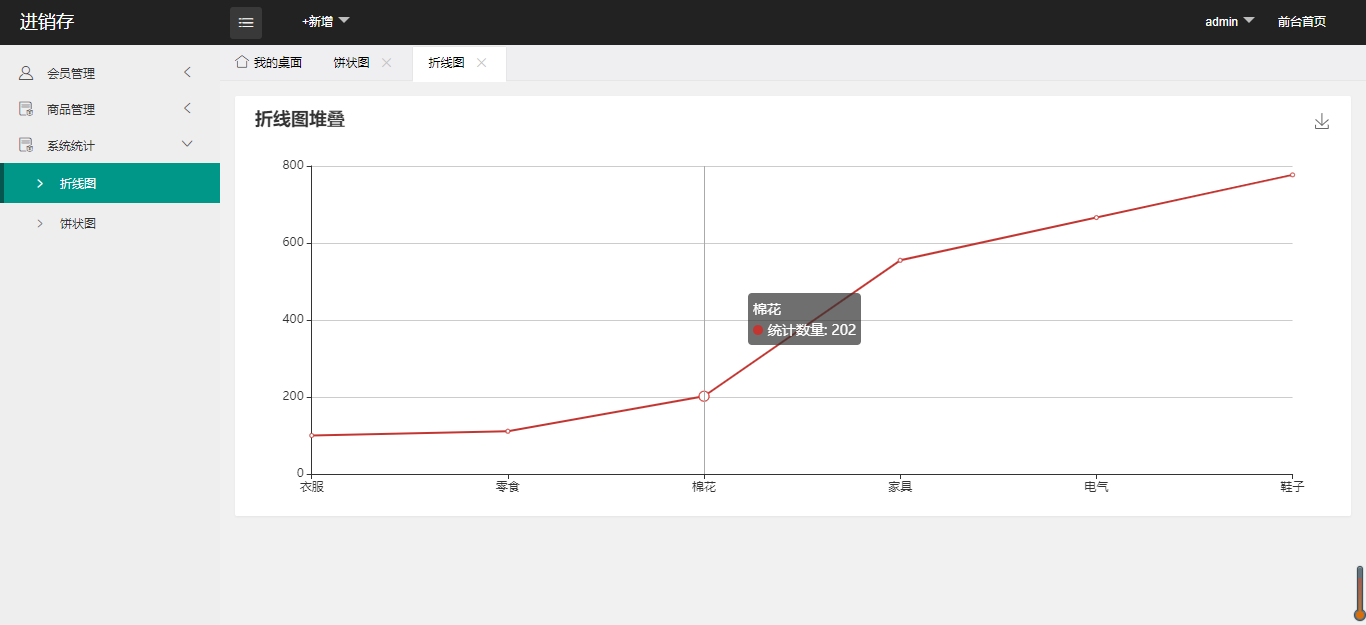 进销存
+新增
admin
前台首页
会员管理
商品管理
系统统计
折线图
饼状图
我的桌面
饼状图
折线图
折线图堆叠
800
600
400
200
0
棉花
统计数量: 202
衣服
零食
棉花
家具
电气
鞋子